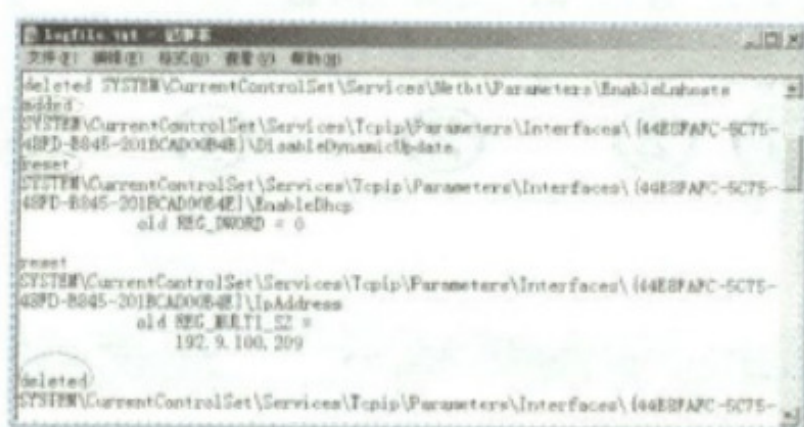 logfile.txt - 记事本
文件(F) 编辑(E) 格式(O) 查看(V) 帮助(H)
deleted SYSTEM\CurrentControlSet\Services\Netbt\Parameters\EnableLmhosts
added
SYSTEM\CurrentControlSet\Services\Tcpip\Parameters\Interfaces\{44E8FAFC-5C75-
48FD-B845-201BCAD00B4E}\DisableDynamicUpdate
reset
SYSTEM\CurrentControlSet\Services\Tcpip\Parameters\Interfaces\{44E8FAFC-5C75-
48FD-B845-201BCAD00B4E}\EnableDhcp
old REG_DWORD = 0
reset
SYSTEM\CurrentControlSet\Services\Tcpip\Parameters\Interfaces\{44E8FAFC-5C75-
48FD-B845-201BCAD00B4E}\IpAddress
old REG_MULTI_SZ =
192.9.100.209
deleted
SYSTEM\CurrentControlSet\Services\Tcpip\Parameters\Interfaces\{44E8FAFC-5C75-